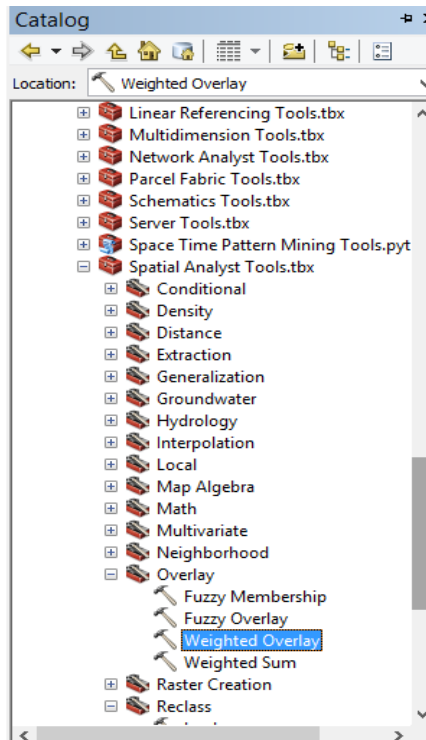 Catalog
Location: Weighted Overlay
Linear Referencing Tools.tbx
Multidimension Tools.tbx
Network Analyst Tools.tbx
Parcel Fabric Tools.tbx
Schematics Tools.tbx
Server Tools.tbx
Space Time Pattern Mining Tools.pyt
Spatial Analyst Tools.tbx
Conditional
Density
Distance
Extraction
Generalization
Groundwater
Hydrology
Interpolation
Local
Map Algebra
Math
Multivariate
Neighborhood
Overlay
Fuzzy Membership
Fuzzy Overlay
Weighted Overlay
Weighted Sum
Raster Creation
Reclass